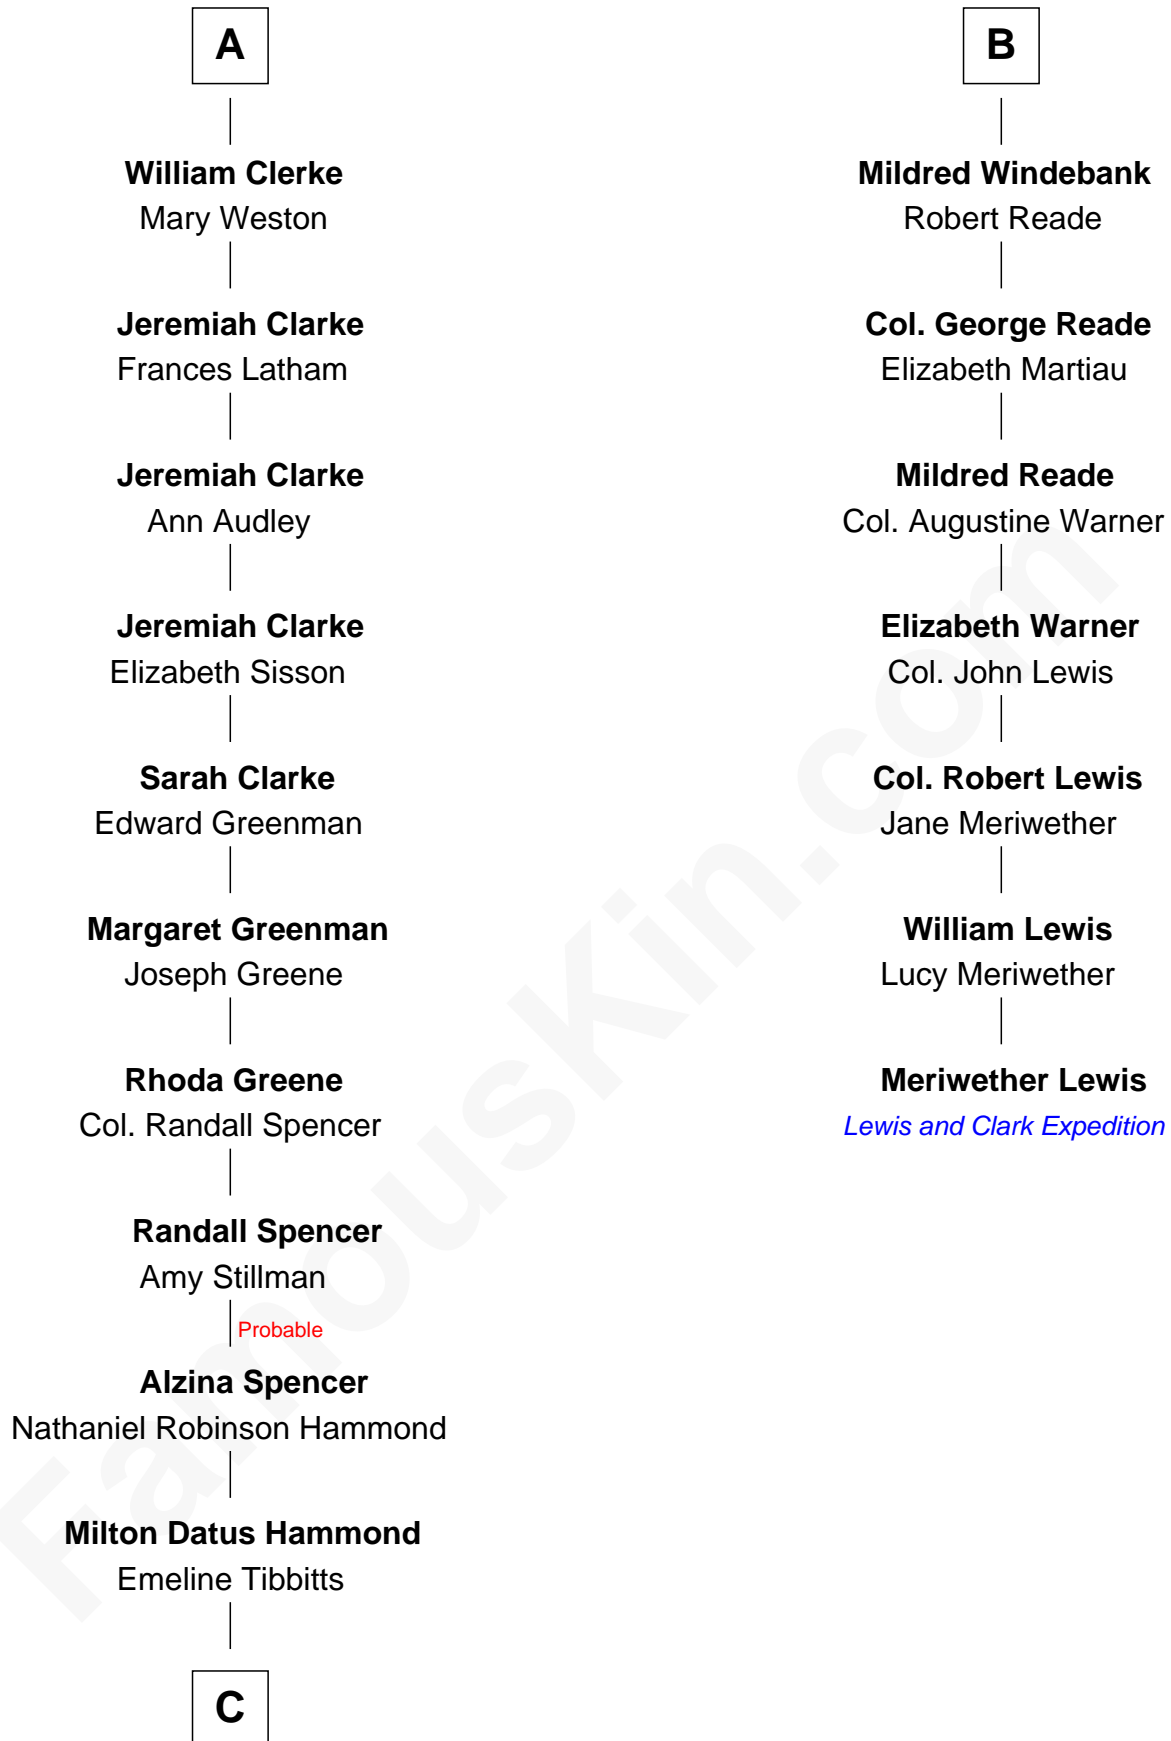 A
William Clerke
Mary Weston
Jeremiah Clarke
Frances Latham
Jeremiah Clarke
Ann Audley
Jeremiah Clarke
Elizabeth Sisson
Sarah Clarke
Edward Greenman
Margaret Greenman
Joseph Greene
Rhoda Greene
Col. Randall Spencer
Randall Spencer
Amy Stillman
Probable
Alzina Spencer
Nathaniel Robinson Hammond
Milton Datus Hammond
Emeline Tibbitts
C
B
Mildred Windebank
Robert Reade
Col. George Reade
Elizabeth Martiau
Mildred Reade
Col. Augustine Warner
Elizabeth Warner
Col. John Lewis
Col. Robert Lewis
Jane Meriwether
William Lewis
Lucy Meriwether
Meriwether Lewis
Lewis and Clark Expedition
FamousKin.com